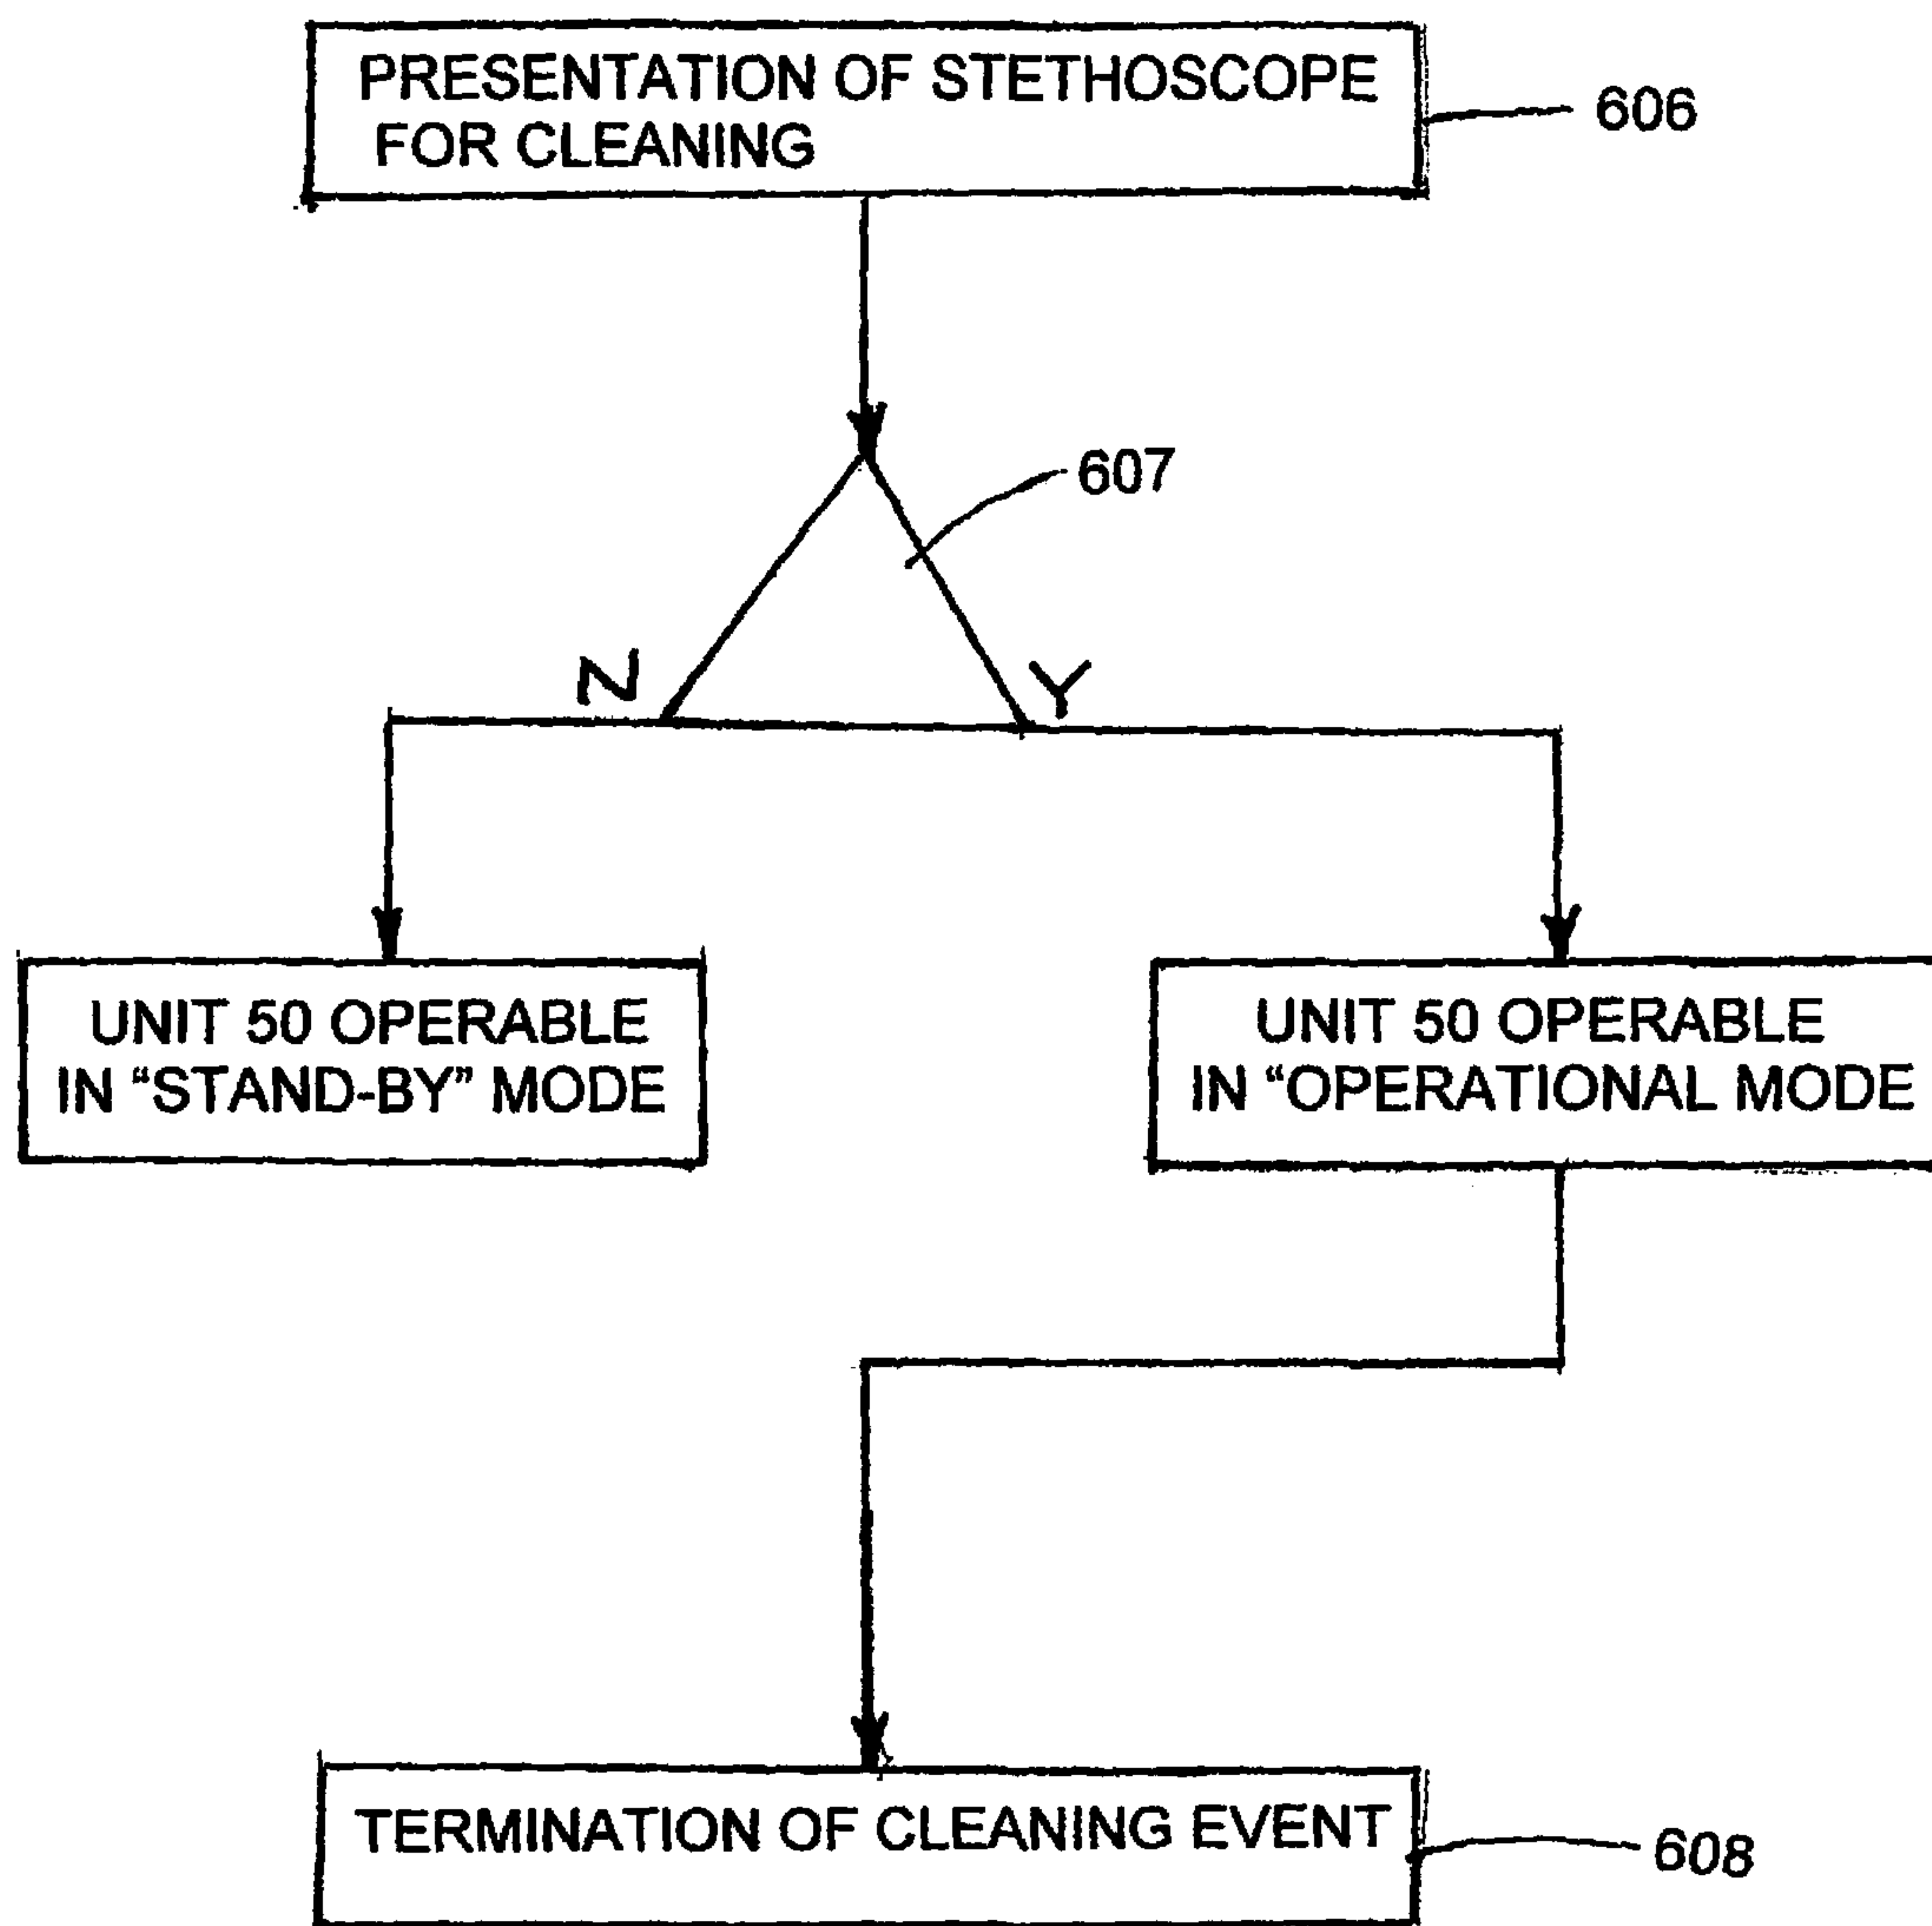 PRESENTATION OF STETHOSCOPE
FOR CLEANING
606
607
N
Y
UNIT 50 OPERABLE
IN “STAND-BY” MODE
UNIT 50 OPERABLE
IN “OPERATIONAL MODE
TERMINATION OF CLEANING EVENT
608